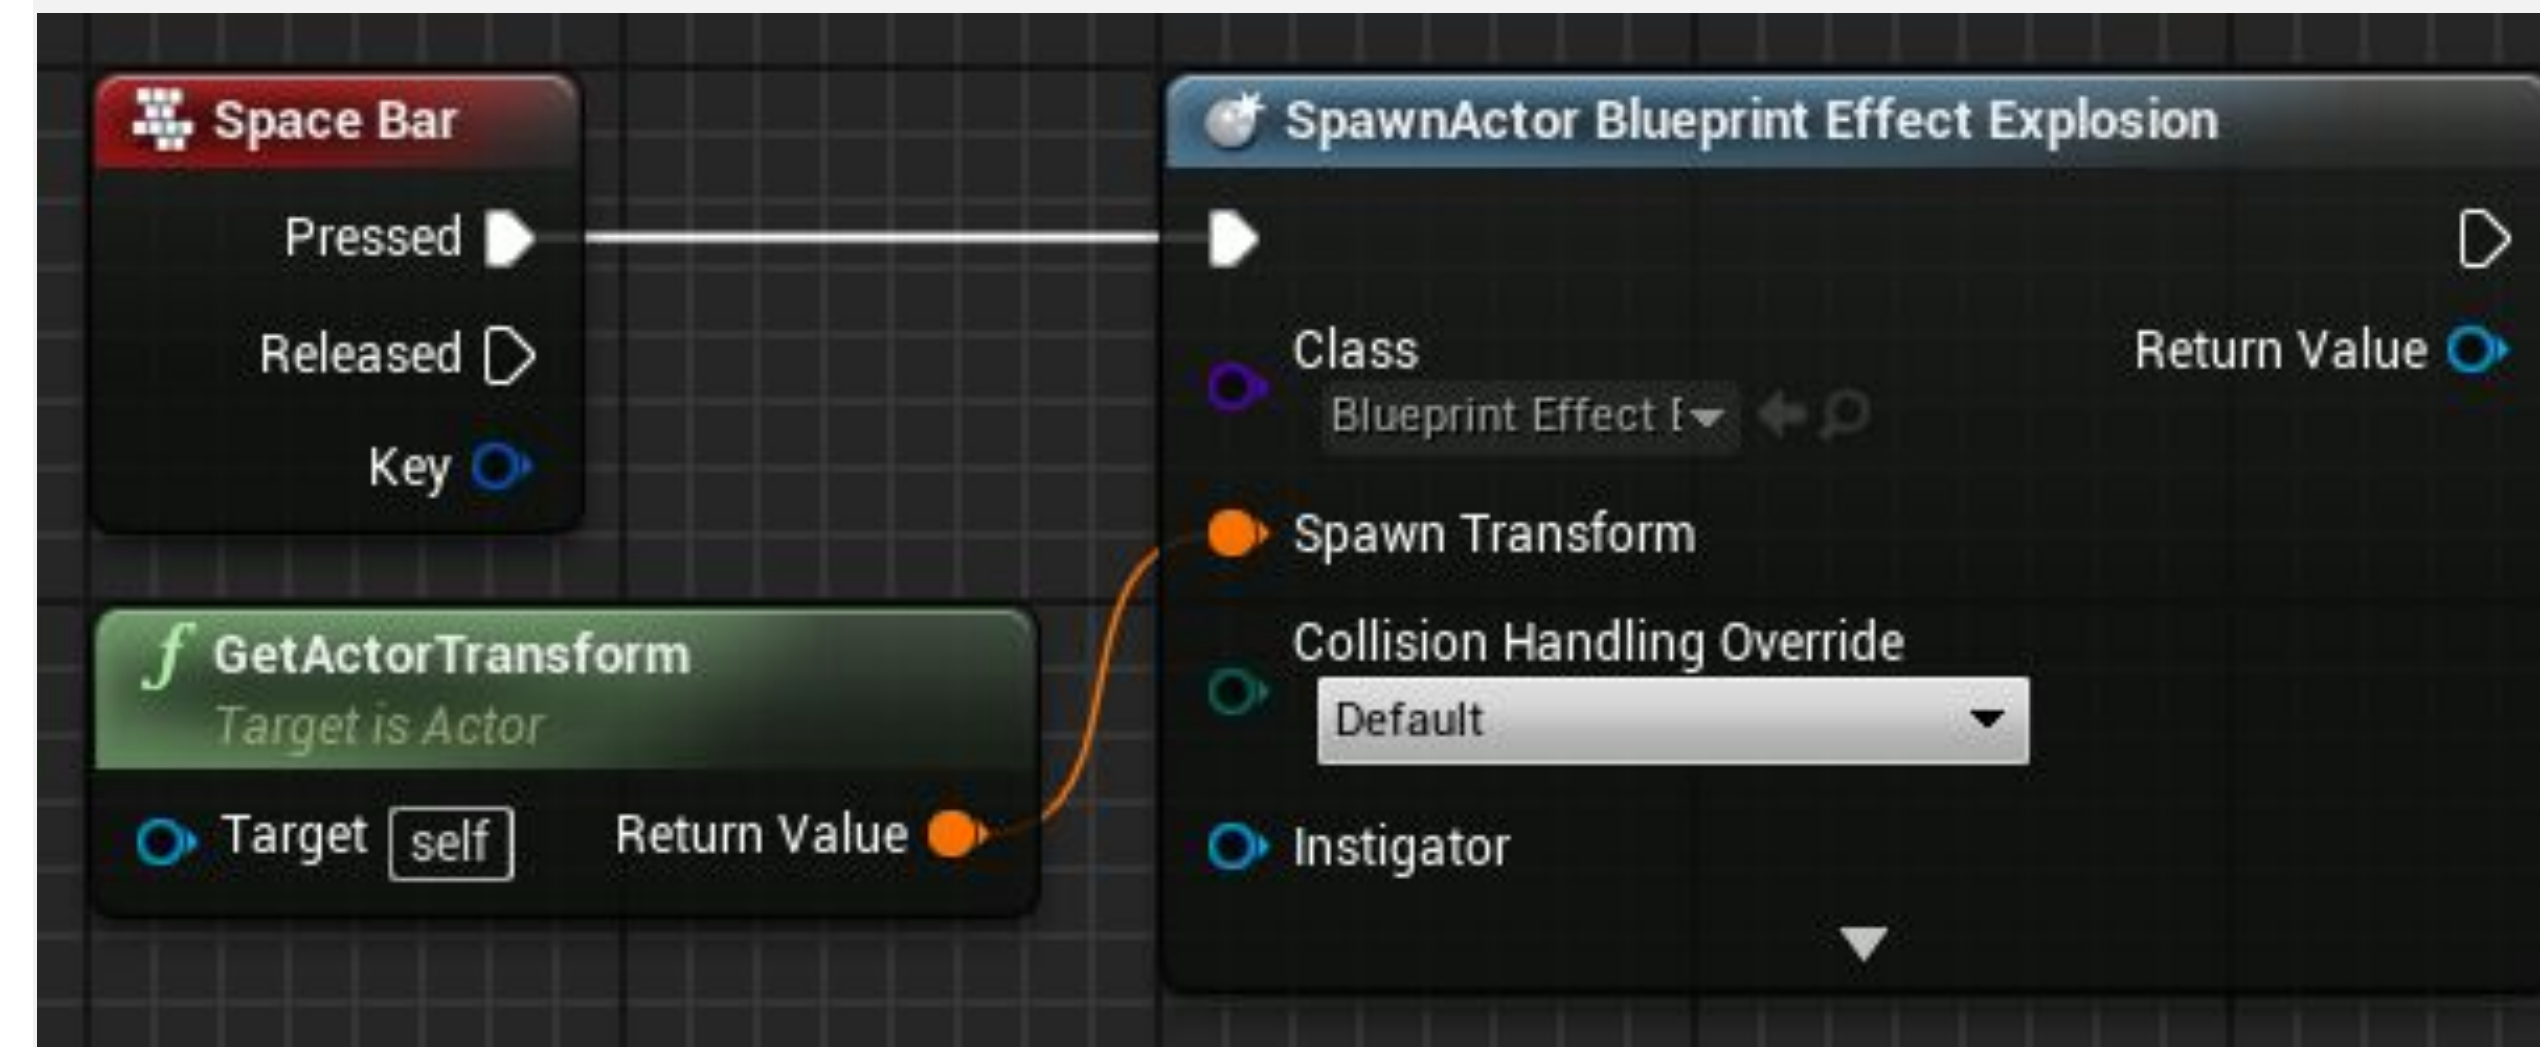 Space Bar
Pressed
Released
Key
GetActorTransform
Target is Actor
Target self Return Value
SpawnActor Blueprint Effect Explosion
Class
Return Value
Blueprint Effect
Spawn Transform
Collision Handling Override
Default
Instigator